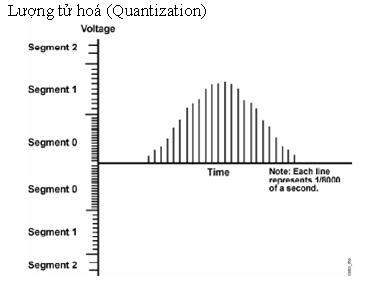 Lượng tử hoá (Quantization)
Voltage
Segment 2
Segment 1
Segment 0
Time
Note: Each line
represents 1/8000
of a second.
Segment 0
Segment 1
Segment 2